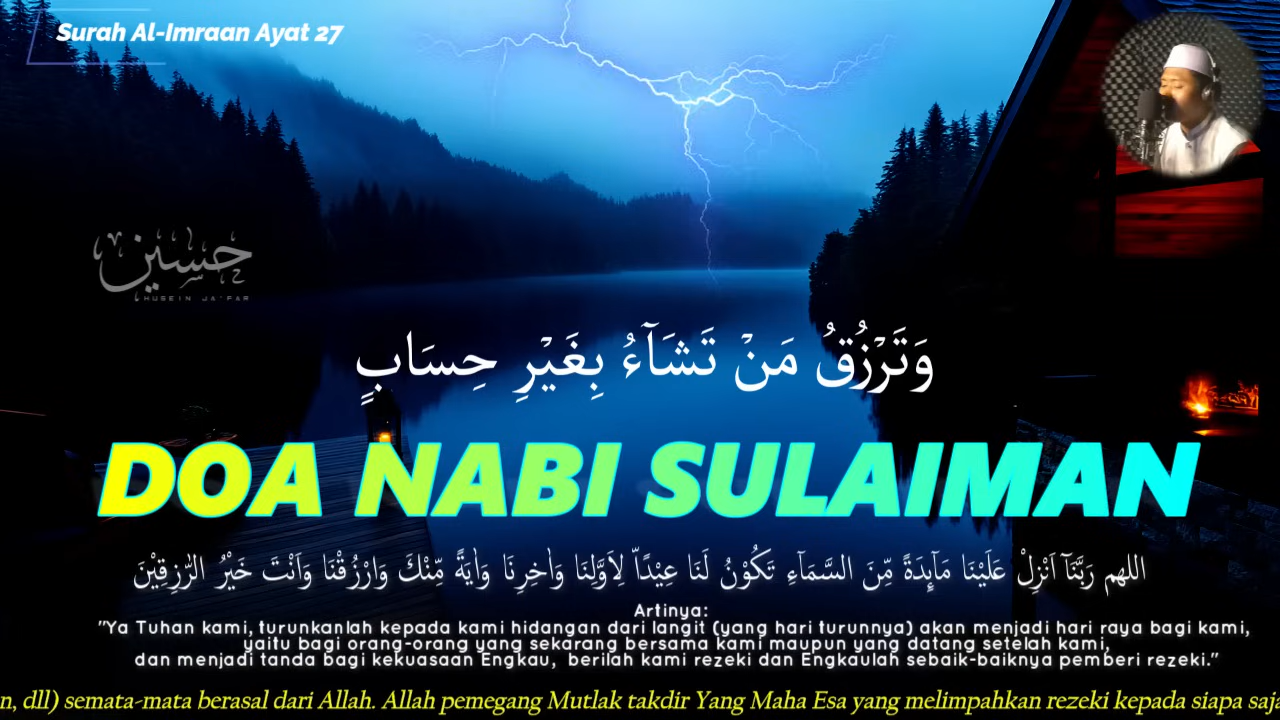 Surah Al-Imraan Ayat 27
حسين
HUSEIN JA'FAR
وَتَرْزُقُ مَنْ تَشَآءُ بِغَيْرِ حِسَابٍ
DOA NABI SULAIMAN
اللهم رَبَّنَآ اَنْزِلْ عَلَيْنَا مَآىِٕدَةً مِّنَ السَّمَآءِ تَكُوْنُ لَنَا عِيْدًا لِّاَوَّلِنَا وَاٰخِرِنَا وَاٰيَةً مِّنْكَ وَارْزُقْنَا وَاَنْتَ خَيْرُ الرّٰزِقِيْنَ
Artinya:
"Ya Tuhan kami, turunkanlah kepada kami hidangan dari langit (yang hari turunnya) akan menjadi hari raya bagi kami,
yaitu bagi orang-orang yang sekarang bersama kami maupun yang datang setelah kami,
dan menjadi tanda bagi kekuasaan Engkau, berilah kami rezeki dan Engkaulah sebaik-baiknya pemberi rezeki."
n, dll) semata-mata berasal dari Allah. Allah pemegang Mutlak takdir Yang Maha Esa yang melimpahkan rezeki kepada siapa saja